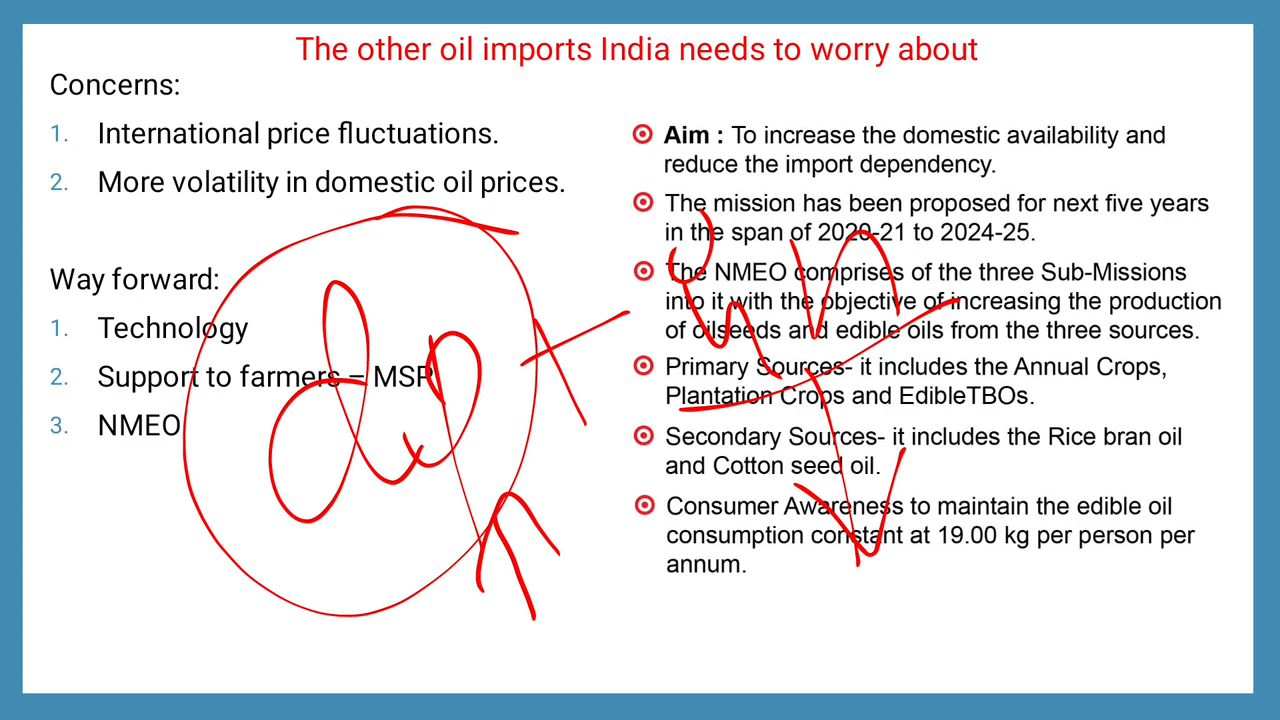 The other oil imports India needs to worry about
Concerns:
1. International price fluctuations.
2. More volatility in domestic oil prices.
Way forward:
1. Technology
2. Support to farmers – MSP
3. NMEO
Aim : To increase the domestic availability and
reduce the import dependency.
The mission has been proposed for next five years
in the span of 2020-21 to 2024-25.
The NMEO comprises of the three Sub-Missions
into it with the objective of increasing the production
of oilseeds and edible oils from the three sources.
Primary Sources- it includes the Annual Crops,
Plantation Crops and EdibleTBOs.
Secondary Sources- it includes the Rice bran oil
and Cotton seed oil.
Consumer Awareness to maintain the edible oil
consumption constant at 19.00 kg per person per
annum.